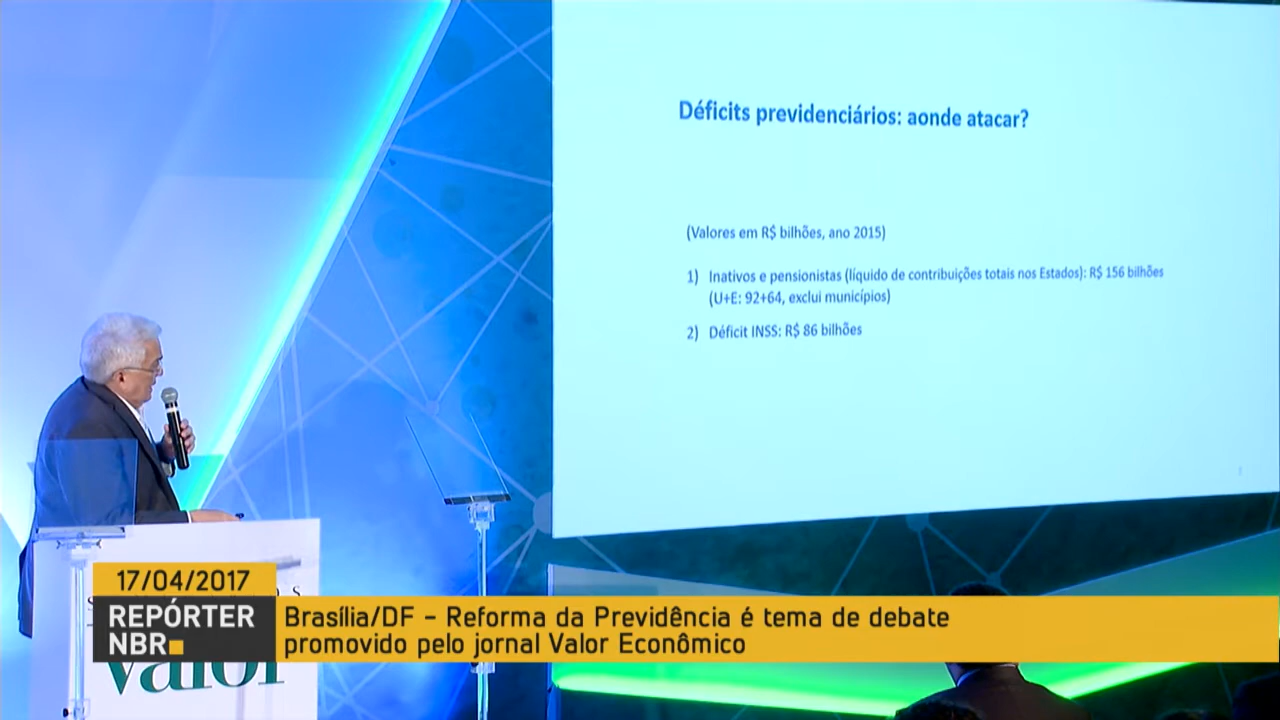 Déficits previdenciários: aonde atacar?
(Valores em R$ bilhões, ano 2015)
1) Inativos e pensionistas (líquido de contribuições totais nos Estados): R$ 156 bilhões
(U+E: 92+64, exclui municípios)
2) Déficit INSS: R$ 86 bilhões
17/04/2017
REPÓRTER
NBR
Brasília/DF – Reforma da Previdência é tema de debate
promovido pelo jornal Valor Econômico
Valor